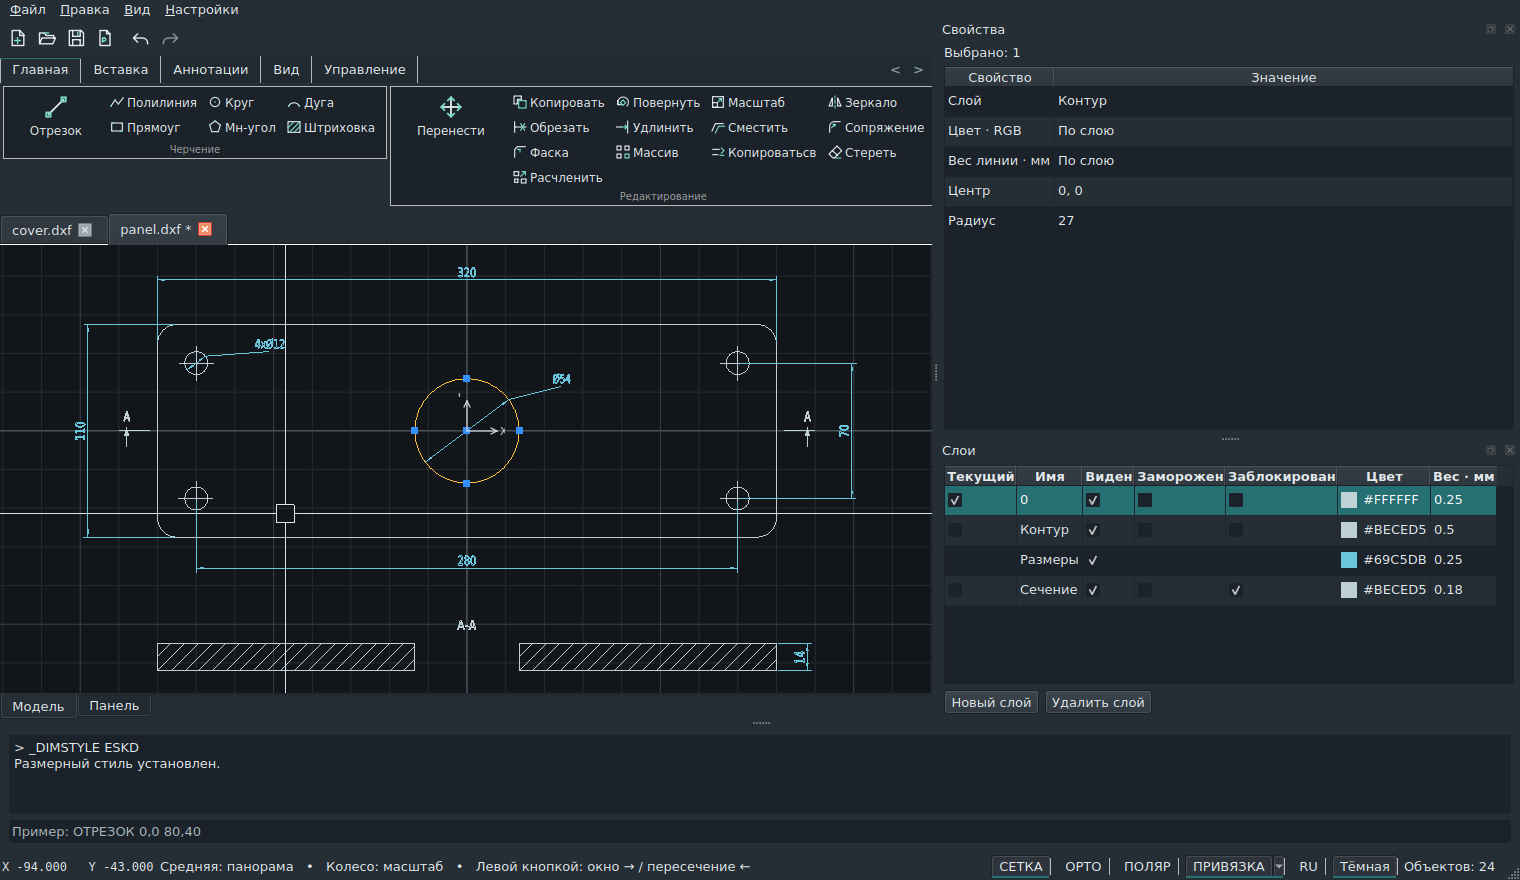 Файл Правка Вид Настройки
Главная Вставка Аннотации Вид Управление < >
Отрезок
Полилиния Круг Дуга
Прямоуг Мн-угол Штриховка
Черчение
Перенести
Копировать Повернуть Масштаб Зеркало
Обрезать Удлинить Сместить Сопряжение
Фаска Массив Копироватьсв Стереть
Расчленить
Редактирование
cover.dxf panel.dxf *
320
4xØ12
Ø54
110
70
A A
X
280
A-A
14
Модель Панель
Свойства
Выбрано: 1
Свойство Значение
Слой Контур
Цвет · RGB По слою
Вес линии · мм По слою
Центр 0, 0
Радиус 27
Слои
Текущий Имя Виден Заморожен Заблокирован Цвет Вес · мм
0 #FFFFFF 0.25
Контур #BECED5 0.5
Размеры #69C5DB 0.25
Сечение #BECED5 0.18
Новый слой Удалить слой
> _DIMSTYLE ESKD
Размерный стиль установлен.
Пример: ОТРЕЗОК 0,0 80,40
X -94.000 Y -43.000 Средняя: панорама • Колесо: масштаб • Левой кнопкой: окно → / пересечение ← СЕТКА ОРТО ПОЛЯР ПРИВЯЗКА RU Тёмная Объектов: 24